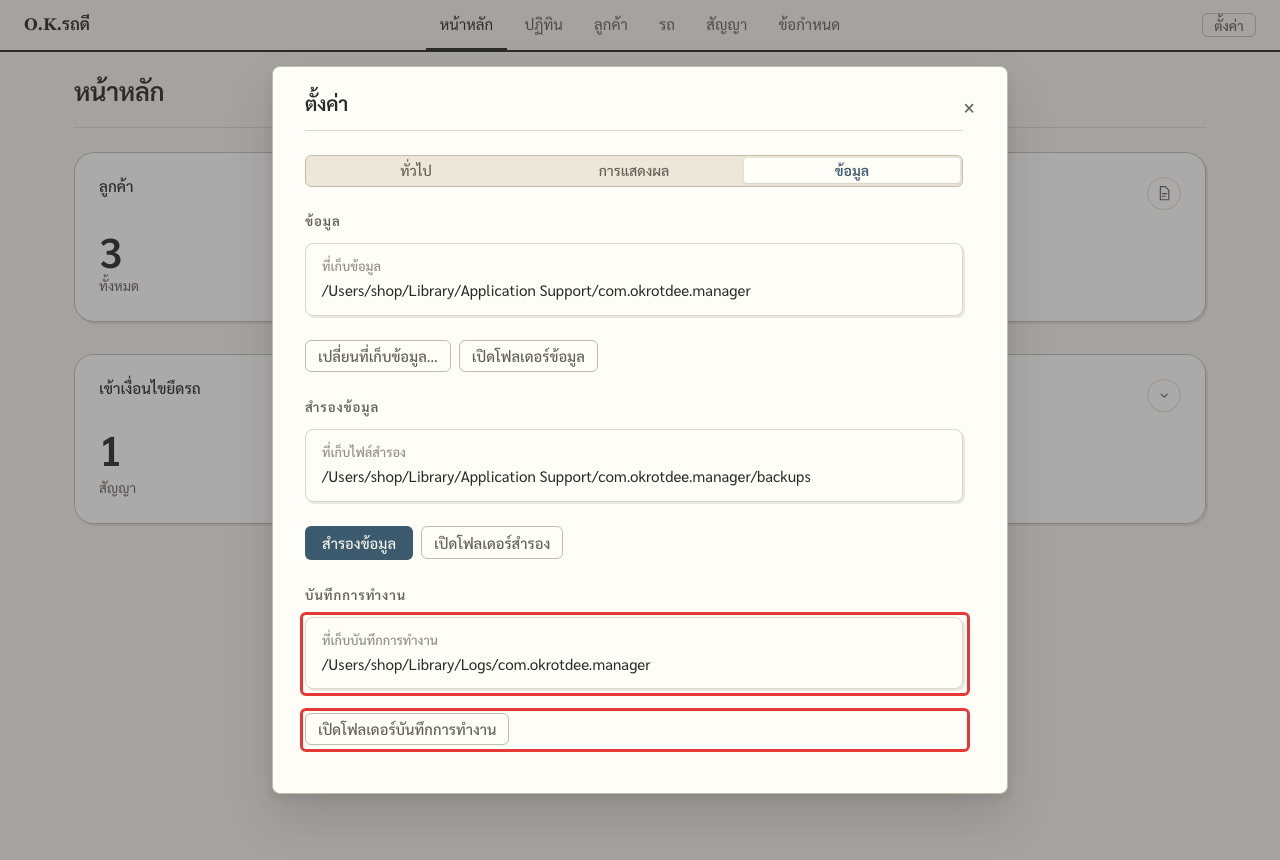 O.K.รถดี
หน้าหลัก ปฏิทิน ลูกค้า รถ สัญญา ข้อกำหนด ตั้งค่า
หน้าหลัก
ลูกค้า
3
ทั้งหมด
เข้าเงื่อนไขยึดรถ
1
สัญญา
ตั้งค่า ×
ทั่วไป การแสดงผล ข้อมูล
ข้อมูล
ที่เก็บข้อมูล
/Users/shop/Library/Application Support/com.okrotdee.manager
เปลี่ยนที่เก็บข้อมูล... เปิดโฟลเดอร์ข้อมูล
สำรองข้อมูล
ที่เก็บไฟล์สำรอง
/Users/shop/Library/Application Support/com.okrotdee.manager/backups
สำรองข้อมูล เปิดโฟลเดอร์สำรอง
บันทึกการทำงาน
ที่เก็บบันทึกการทำงาน
/Users/shop/Library/Logs/com.okrotdee.manager
เปิดโฟลเดอร์บันทึกการทำงาน